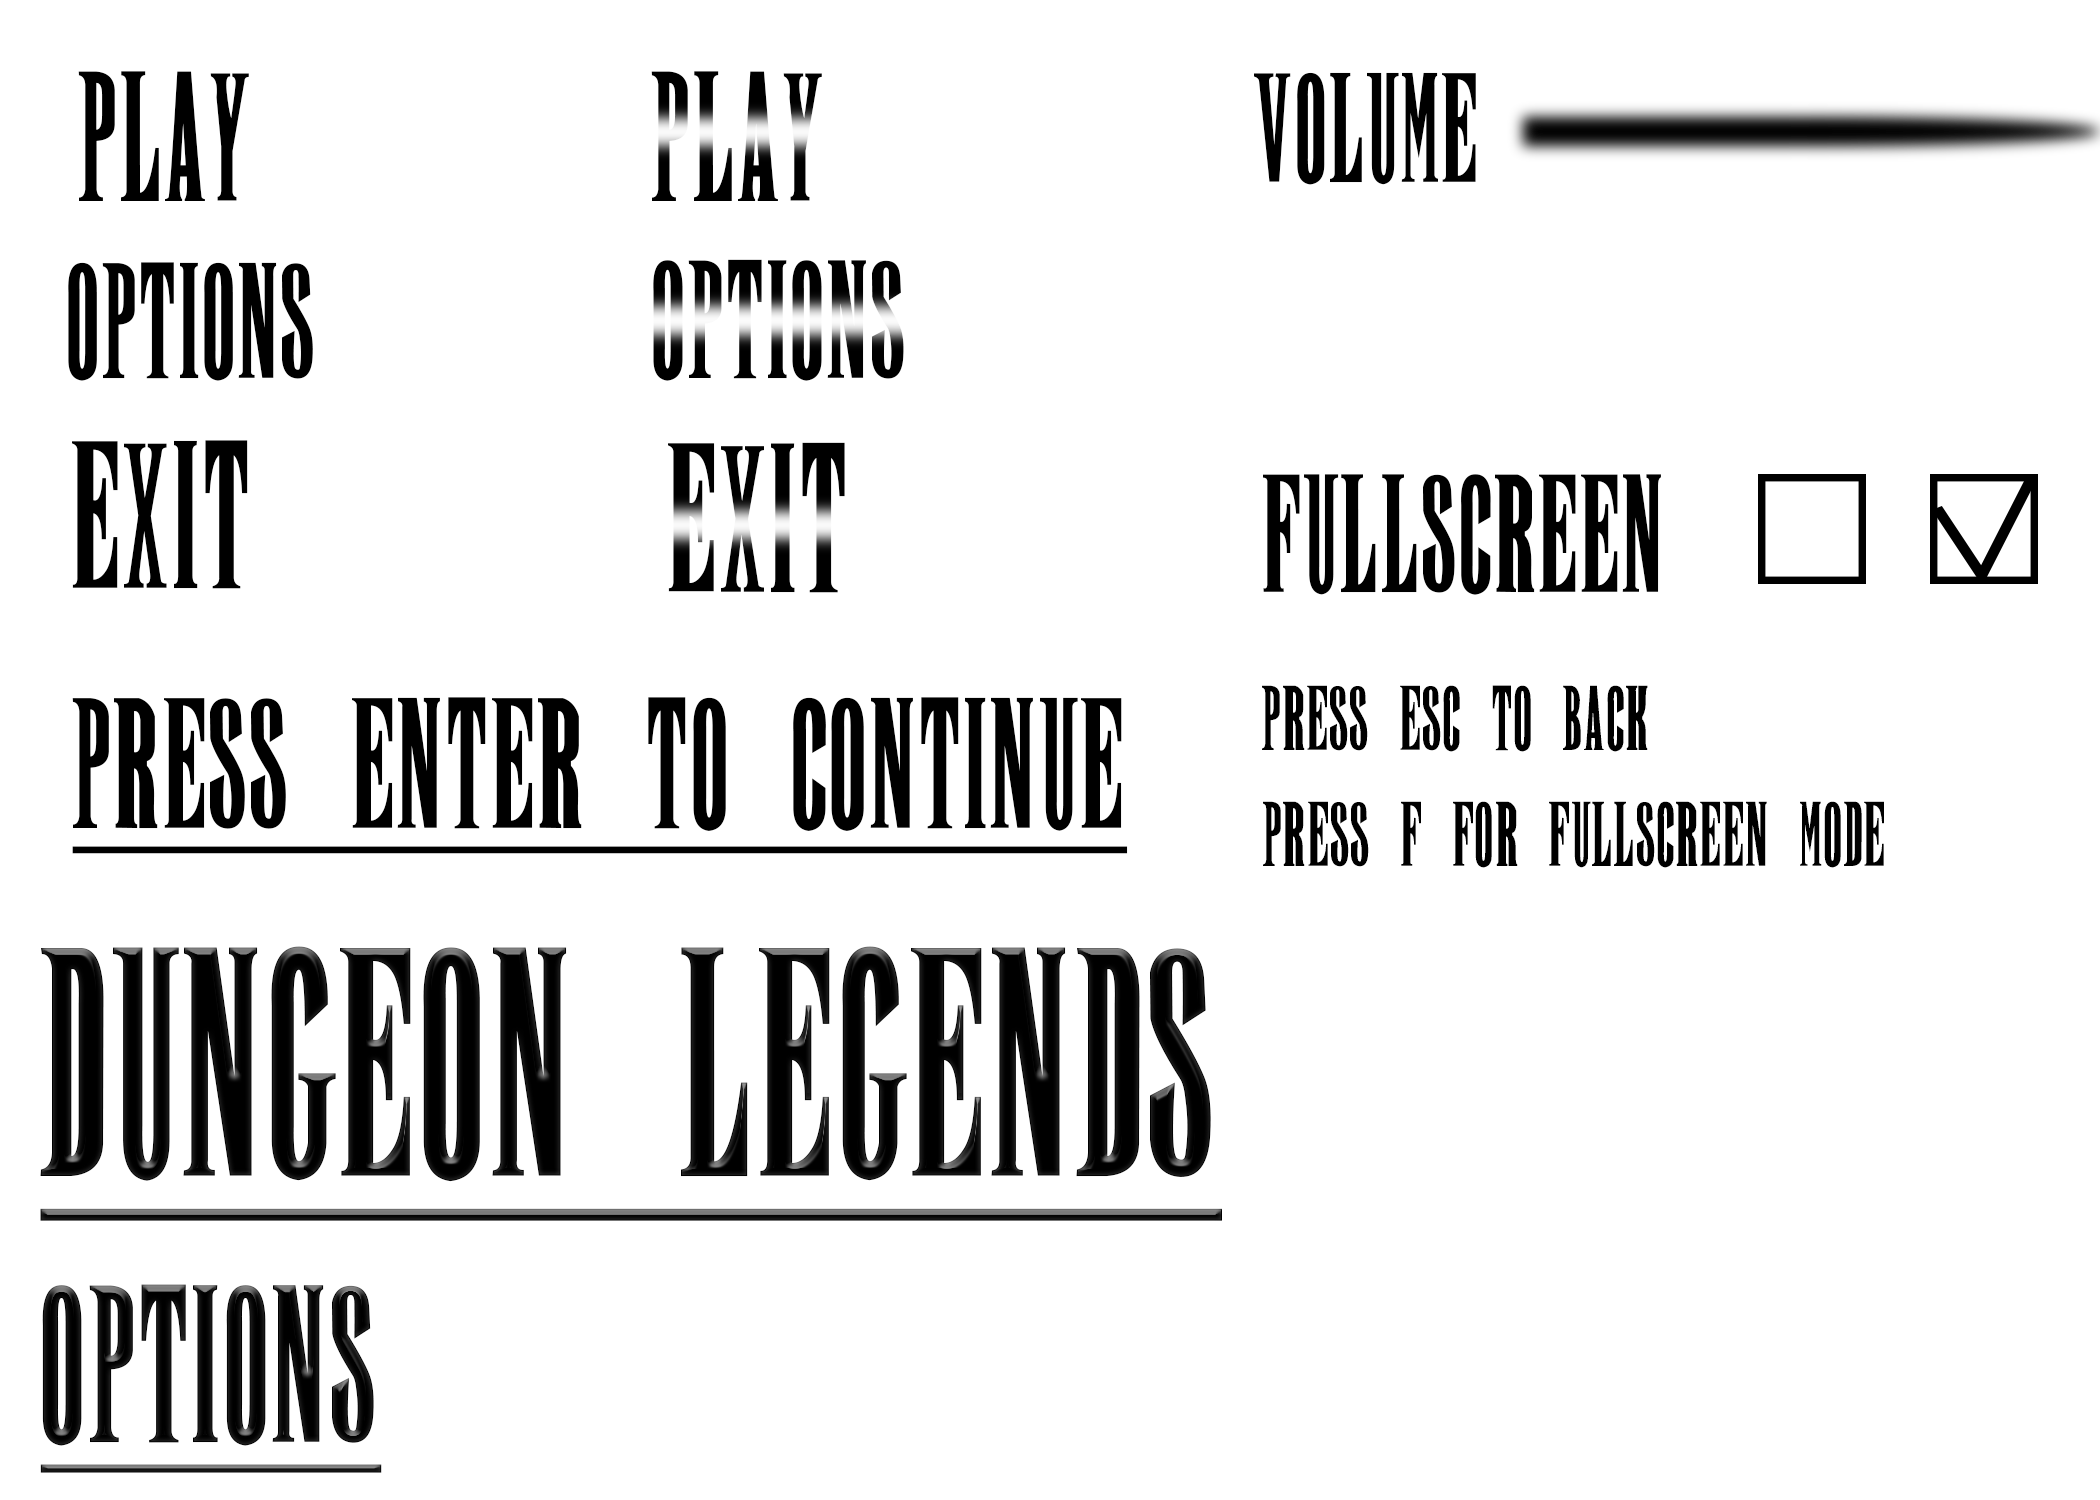 PLAY PLAY VOLUME
OPTIONS OPTIONS
EXIT EXIT FULLSCREEN
PRESS ENTER TO CONTINUE
PRESS ESC TO BACK
PRESS F FOR FULLSCREEN MODE
DUNGEON LEGENDS
OPTIONS